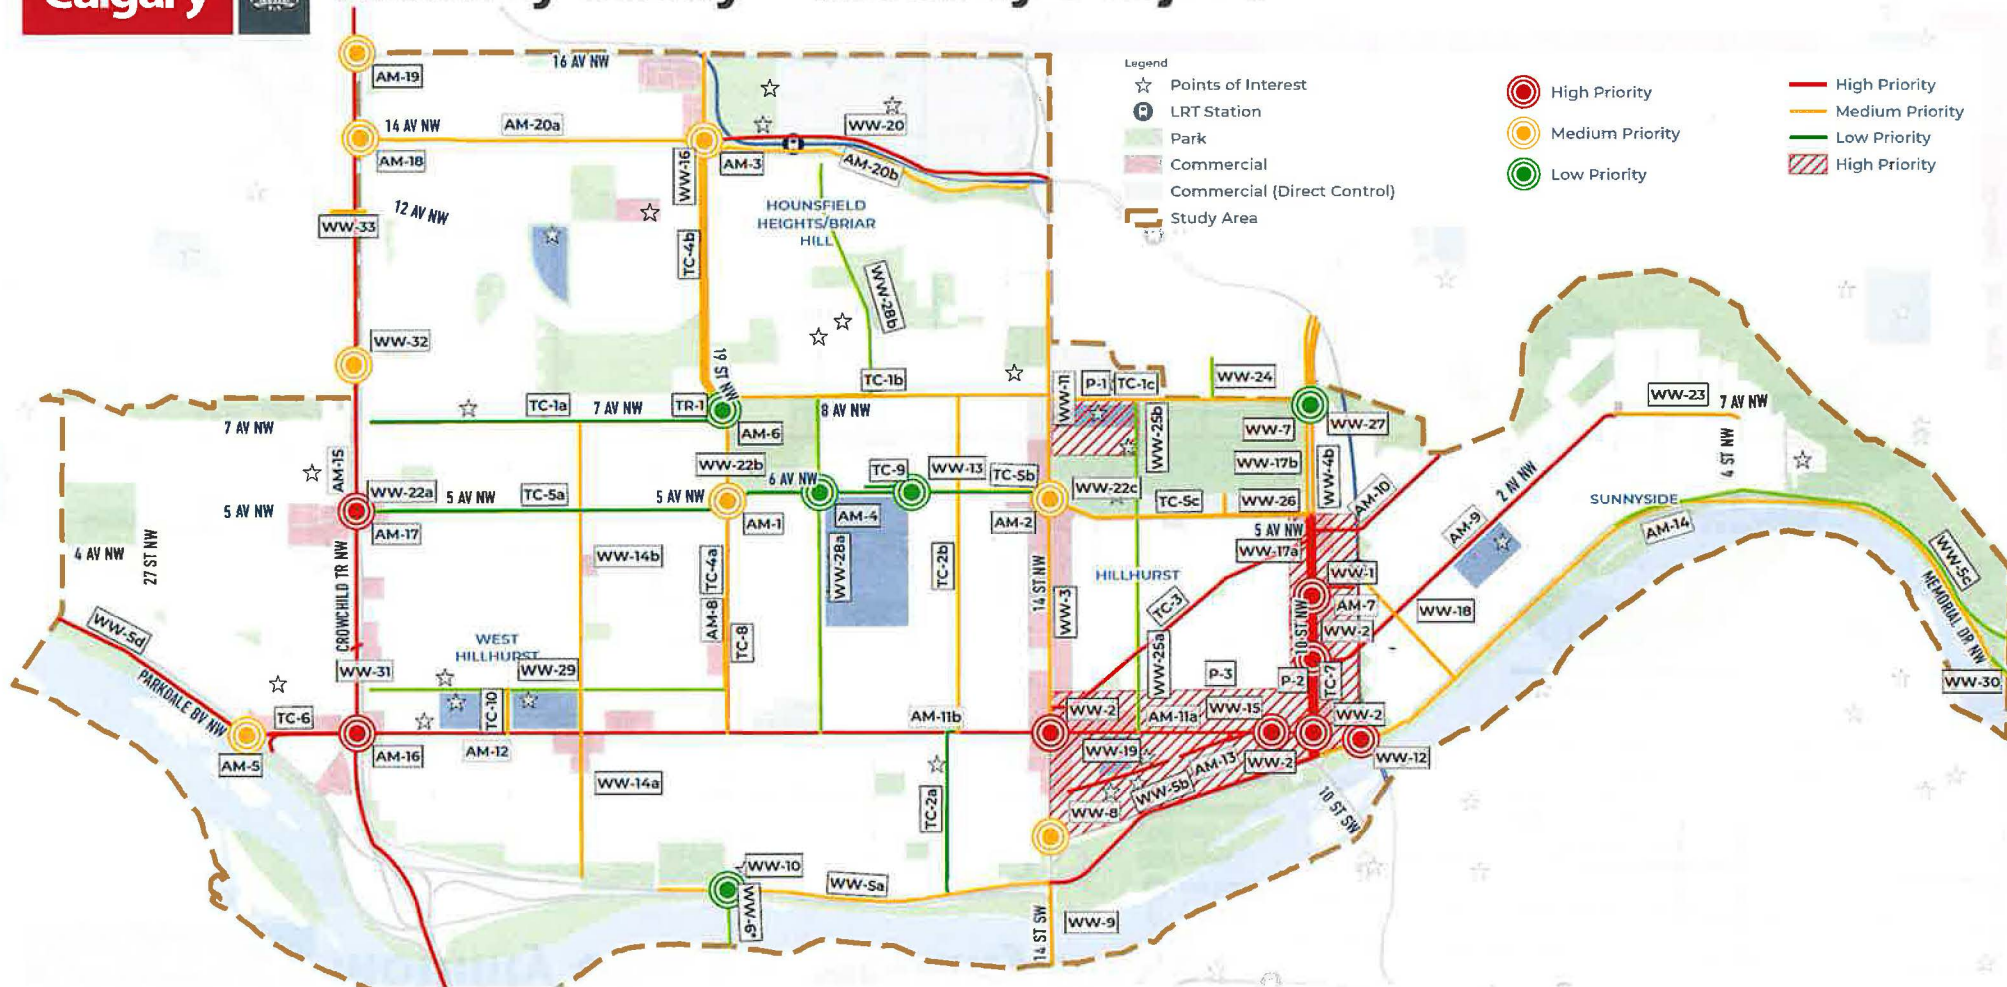 Calgary
16 AV NW
AM-19
14 AV NW
AM-20a
AM-18
WW-16
AM-3
WW-20
AM-20b
Legend
Points of Interest
LRT Station
Park
Commercial
Commercial (Direct Control)
Study Area
High Priority
Medium Priority
Low Priority
High Priority
Medium Priority
Low Priority
High Priority
12 AV NW
WW-33
TC-4b
HOUNSFIELD
HEIGHTS/BRIAR
HILL
WW-28b
WW-32
19 ST NW
TC-1b
WW-11
P-1
TC-1c
WW-24
TC-1a
7 AV NW
TR-1
8 AV NW
7 AV NW
AM-6
WW-25b
WW-7
WW-27
WW-23
7 AV NW
4 ST NW
AM-15
WW-22a
5 AV NW
TC-5a
5 AV NW
WW-22b
6 AV NW
TC-9
WW-13
TC-5b
WW-22c
TC-5c
WW-17b
WW-26
WW-4b
AM-10
2 AV NW
AM-9
SUNNYSIDE
AM-14
5 AV NW
AM-17
AM-1
AM-4
AM-2
5 AV NW
WW-17a
WW-5c
MEMORIAL DR NW
WW-30
4 AV NW
27 ST NW
CROWCHILD TR NW
WW-14b
TC-4a
AM-8
TC-8
WW-28a
TC-2b
14 ST NW
WW-3
HILLHURST
TC-3
WW-25a
WW-1
AM-7
WW-2
10 ST NW
WW-18
WW-5d
PARKDALE BV NW
WEST
HILLHURST
WW-31
WW-29
TC-10
P-3
P-2
TC-7
TC-6
AM-5
AM-16
AM-12
AM-11b
WW-2
AM-11a
WW-15
WW-2
WW-19
AM-13
WW-2
WW-12
WW-14a
TC-2a
WW-5b
WW-8
10 ST SW
WW-10
WW-6
WW-5a
14 ST SW
WW-9